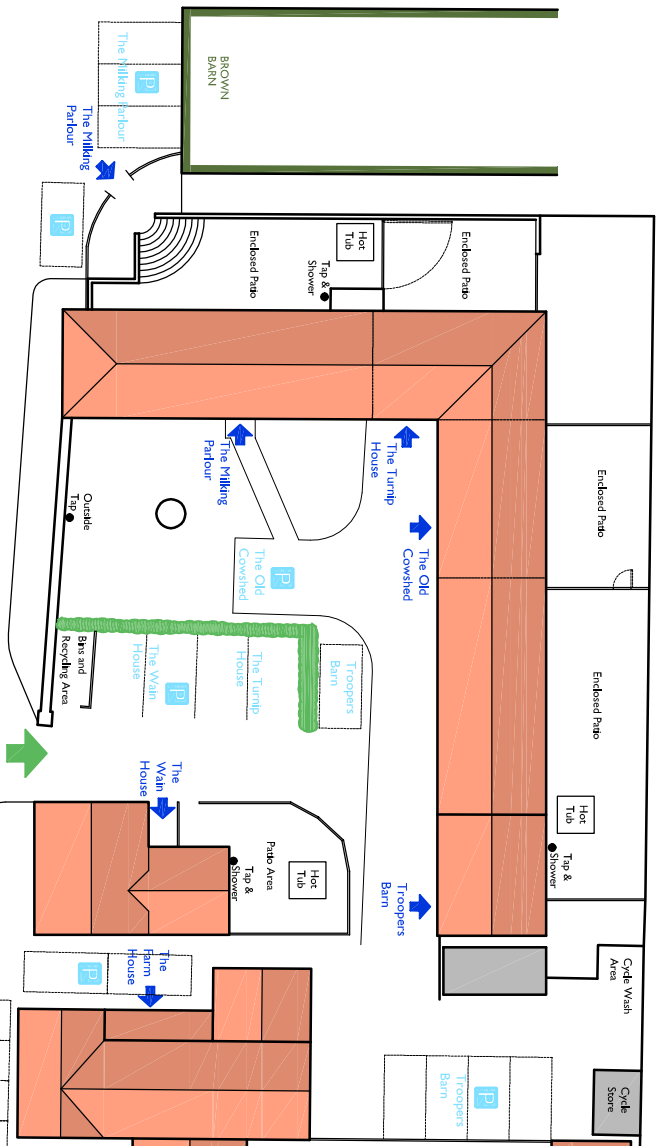 BROWN
BARN
The Milking Parlour
P
The Milking
Parlour
P
Enclosed Patio
Hot
Tub
Tap &
Shower
Enclosed Patio
The Milking
Parlour
The Turnip
House
The Old
Cowshed
Enclosed Patio
Outside
Tap
P
The Old
Cowshed
Bins and
Recycling Area
The Wain
House
P
The Turnip
House
Troopers
Barn
Enclosed Patio
Hot
Tub
Tap &
Shower
The
Wain
House
Tap &
Shower
Patio Area
Hot
Tub
Troopers
Barn
P
The
Farm
House
Cycle Wash
Area
Troopers
Barn
P
Cycle
Store